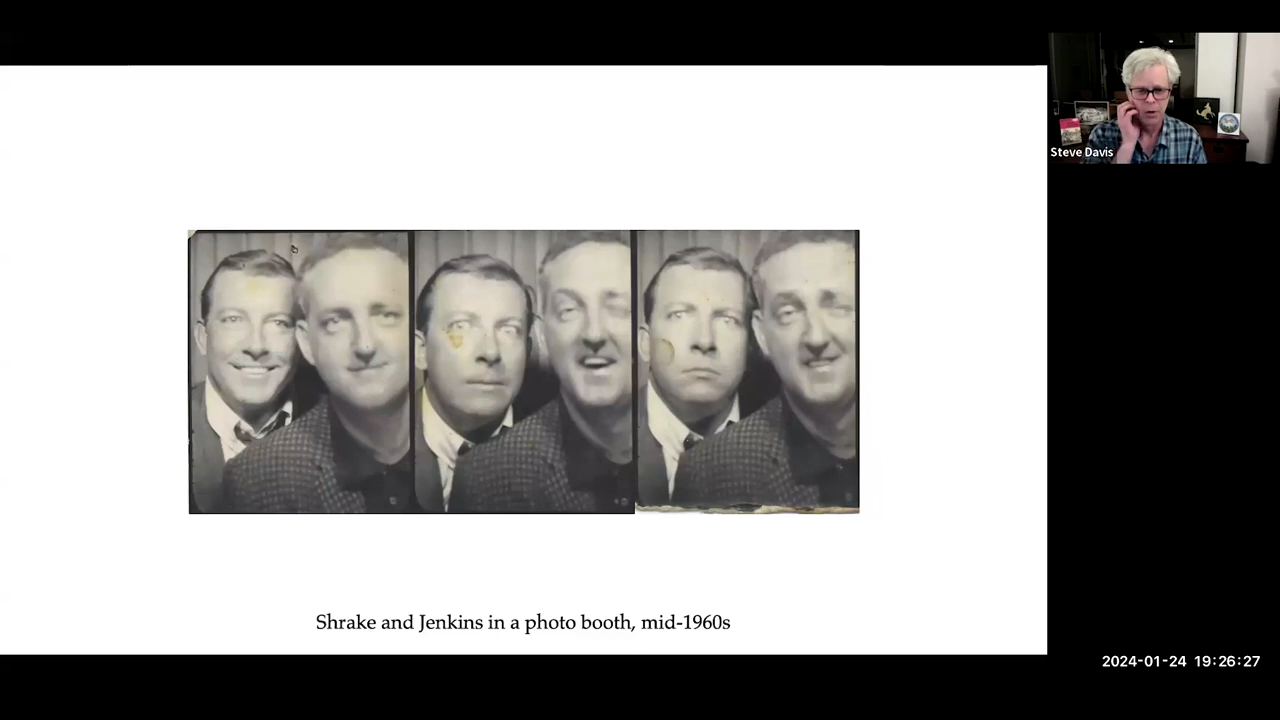 Steve Davis
Shrake and Jenkins in a photo booth, mid-1960s
2024-01-24 19:26:27